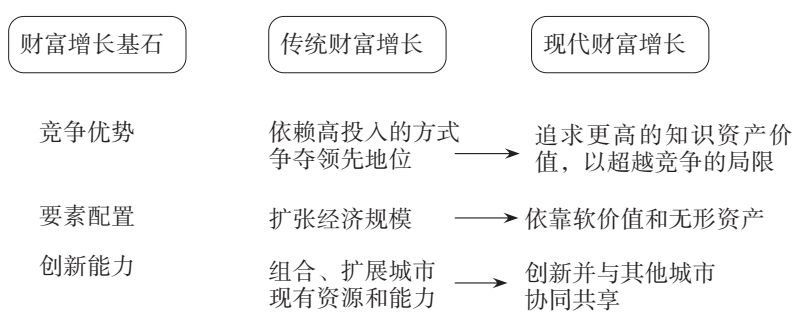 财富增长基石 传统财富增长 现代财富增长
竞争优势 依赖高投入的方式 追求更高的知识资产价
争夺领先地位 值，以超越竞争的局限
要素配置 扩张经济规模 依靠软价值和无形资产
创新能力 组合、扩展城市 创新并与其他城市
现有资源和能力 协同共享